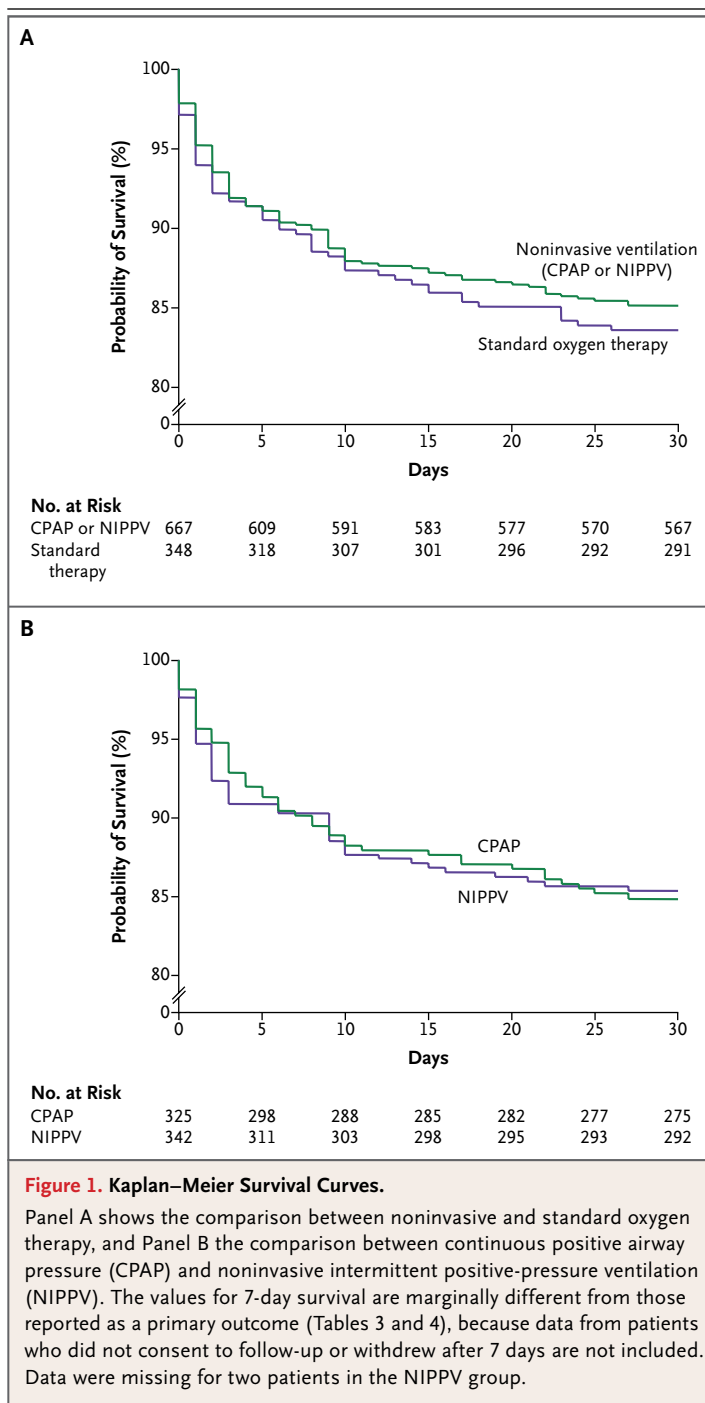 A
100
95
90
85
80
0
Probability of Survival (%)
Noninvasive ventilation
(CPAP or NIPPV)
Standard oxygen therapy
0 5 10 15 20 25 30
Days
No. at Risk
CPAP or NIPPV 667 609 591 583 577 570 567
Standard 348 318 307 301 296 292 291
therapy
B
100
95
90
85
80
0
Probability of Survival (%)
CPAP
NIPPV
0 5 10 15 20 25 30
Days
No. at Risk
CPAP 325 298 288 285 282 277 275
NIPPV 342 311 303 298 295 293 292
Figure 1. Kaplan–Meier Survival Curves.
Panel A shows the comparison between noninvasive and standard oxygen
therapy, and Panel B the comparison between continuous positive airway
pressure (CPAP) and noninvasive intermittent positive-pressure ventilation
(NIPPV). The values for 7-day survival are marginally different from those
reported as a primary outcome (Tables 3 and 4), because data from patients
who did not consent to follow-up or withdrew after 7 days are not included.
Data were missing for two patients in the NIPPV group.